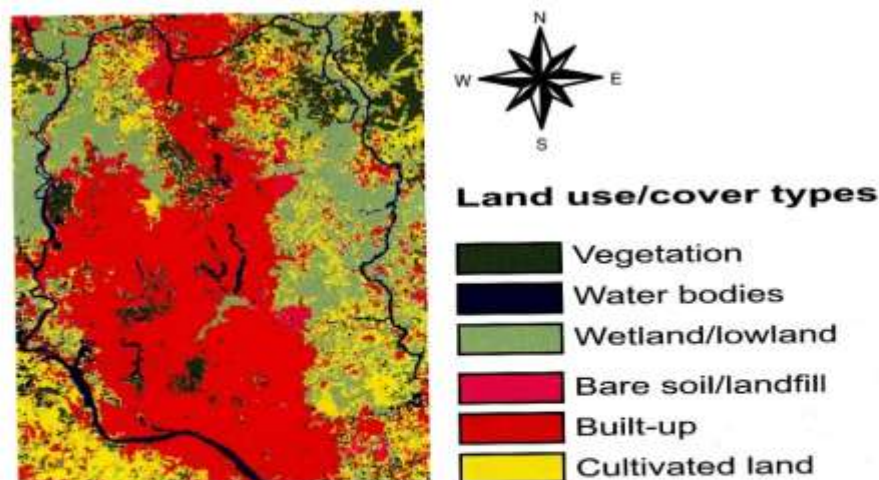 N
W E
S
Land use/cover types
Vegetation
Water bodies
Wetland/lowland
Bare soil/landfill
Built-up
Cultivated land